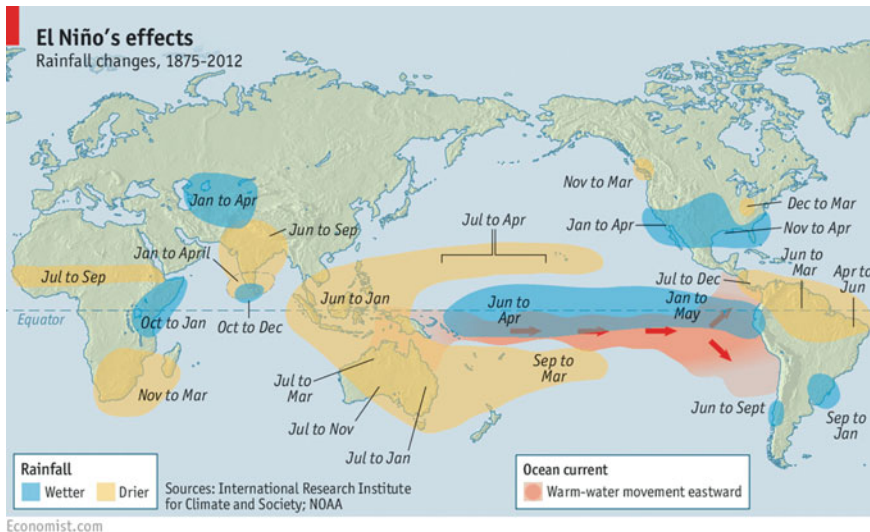 El Niño's effects
Rainfall changes, 1875-2012
Jan to Apr
Nov to Mar
Dec to Mar
Jun to Sep
Jul to Apr
Jan to Apr
Nov to Apr
Jan to April
Jul to Sep
Jul to Dec
Jun to
Mar
Apr to
Jun
Jun to Jan
Jun to
Apr
Jan to
May
Equator
Oct to Jan
Oct to Dec
Nov to Mar
Jul to
Mar
Sep to
Mar
Jul to Nov
Jul to Jan
Jun to Sept
Sep to
Jan
Rainfall
Wetter
Drier
Sources: International Research Institute
for Climate and Society; NOAA
Ocean current
Warm-water movement eastward
Economist.com